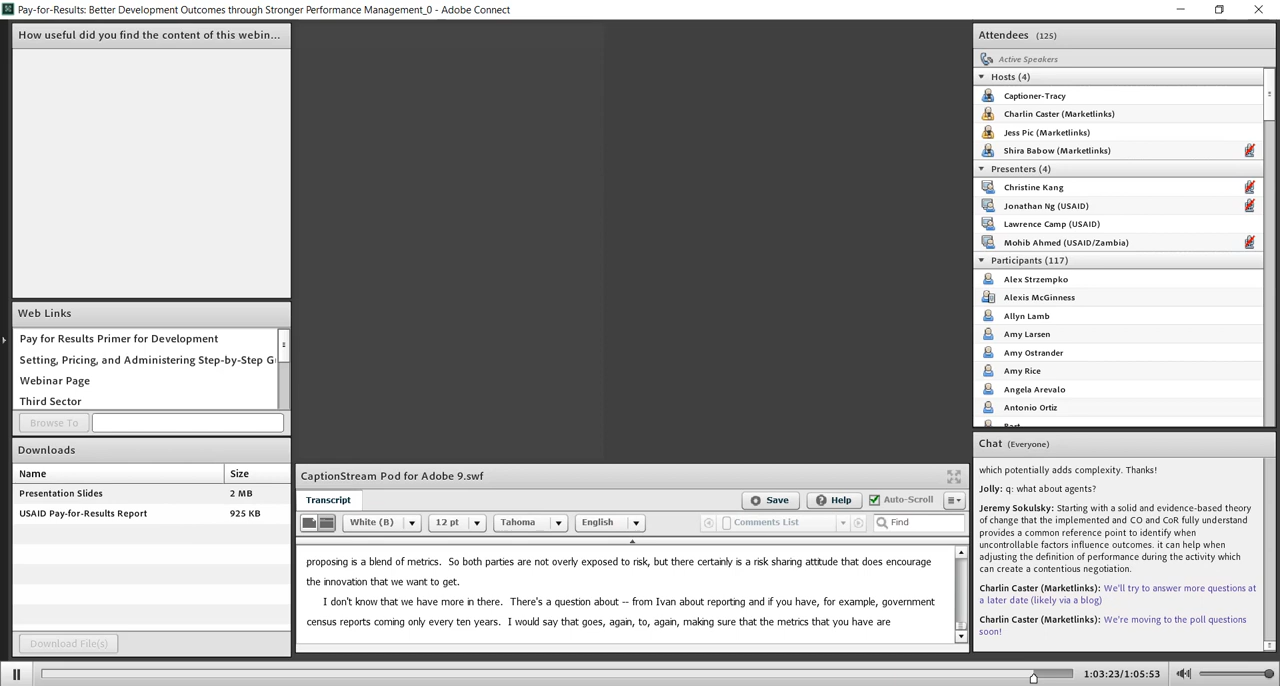 Pay-for-Results: Better Development Outcomes through Stronger Performance Management_0 - Adobe Connect
How useful did you find the content of this webin...
Web Links
Pay for Results Primer for Development
Setting, Pricing, and Administering Step-by-Step G
Webinar Page
Third Sector
Browse To
Downloads
Name Size
Presentation Slides 2 MB
USAID Pay-for-Results Report 925 KB
Download File(s)
CaptionStream Pod for Adobe 9.swf
Transcript Save Help Auto-Scroll
White (B) 12 pt Tahoma English Comments List Find
proposing is a blend of metrics. So both parties are not overly exposed to risk, but there certainly is a risk sharing attitude that does encourage
the innovation that we want to get.
I don't know that we have more in there. There's a question about -- from Ivan about reporting and if you have, for example, government
census reports coming only every ten years. I would say that goes, again, to, again, making sure that the metrics that you have are
Attendees (125)
Active Speakers
Hosts (4)
Captioner-Tracy
Charlin Caster (Marketlinks)
Jess Pic (Marketlinks)
Shira Babow (Marketlinks)
Presenters (4)
Christine Kang
Jonathan Ng (USAID)
Lawrence Camp (USAID)
Mohib Ahmed (USAID/Zambia)
Participants (117)
Alex Strzempko
Alexis McGinness
Allyn Lamb
Amy Larsen
Amy Ostrander
Amy Rice
Angela Arevalo
Antonio Ortiz
Chat (Everyone)
which potentially adds complexity. Thanks!
Jolly: q: what about agents?
Jeremy Sokulsky: Starting with a solid and evidence-based theory
of change that the implemented and CO and CoR fully understand
provides a common reference point to identify when
uncontrollable factors influence outcomes. it can help when
adjusting the definition of performance during the activity which
can create a contentious negotiation.
Charlin Caster (Marketlinks): We'll try to answer more questions at
a later date (likely via a blog)
Charlin Caster (Marketlinks): We're moving to the poll questions
soon!
1:03:23/1:05:53